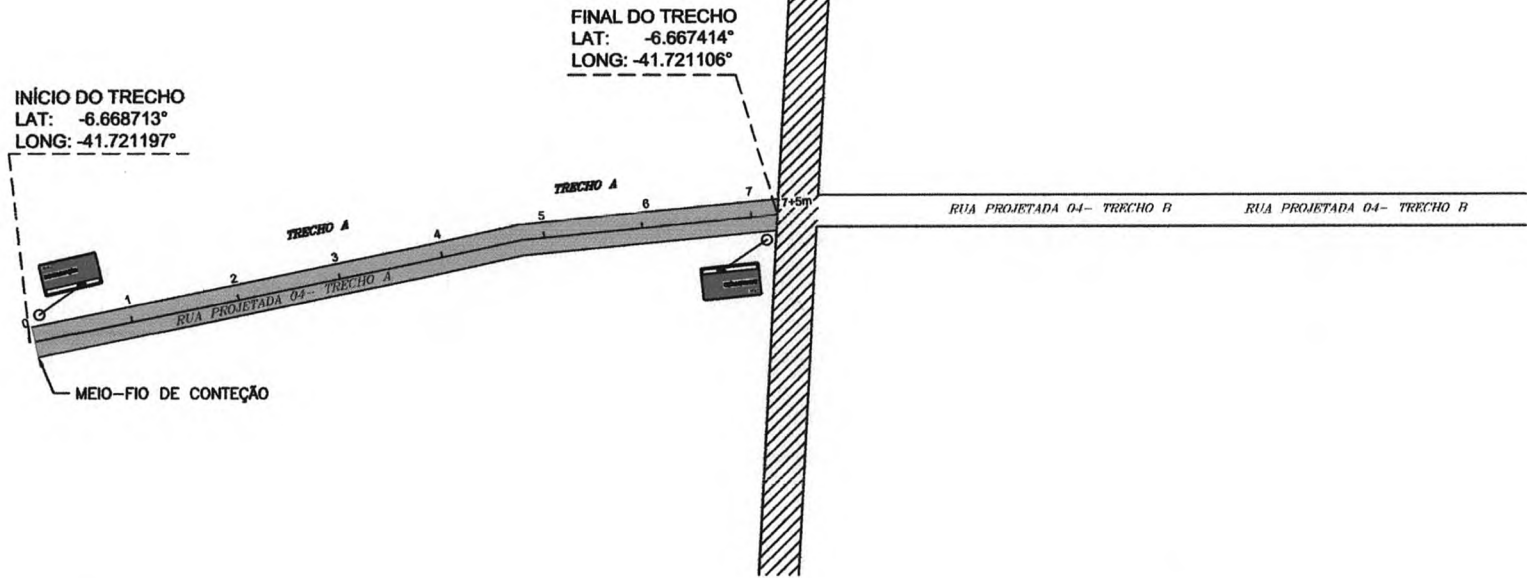 FINAL DO TRECHO
LAT: -6.667414°
LONG: -41.721106°
INÍCIO DO TRECHO
LAT: -6.668713°
LONG: -41.721197°
TRECHO A
TRECHO A
0
1
2
3
4
5
6
7
7+5m
RUA PROJETADA 04- TRECHO A
RUA PROJETADA 04- TRECHO B
RUA PROJETADA 04- TRECHO B
MEIO-FIO DE CONTEÇÃO